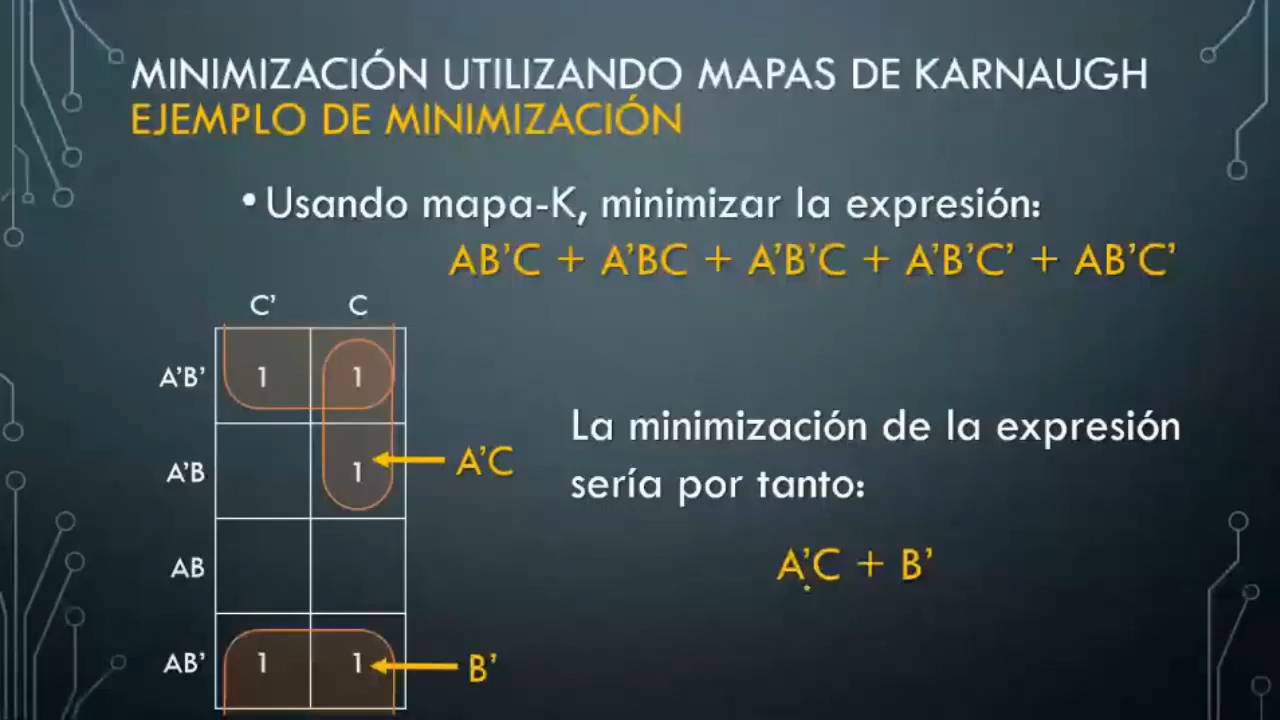 MINIMIZACIÓN UTILIZANDO MAPAS DE KARNAUGH
EJEMPLO DE MINIMIZACIÓN
• Usando mapa-K, minimizar la expresión:
AB’C + A’BC + A’B’C + A’B’C’ + AB’C’
C’ C
A’B’ 1 1
A’B 1 A’C
AB
AB’ 1 1 B’
La minimización de la expresión
sería por tanto:
A’C + B’